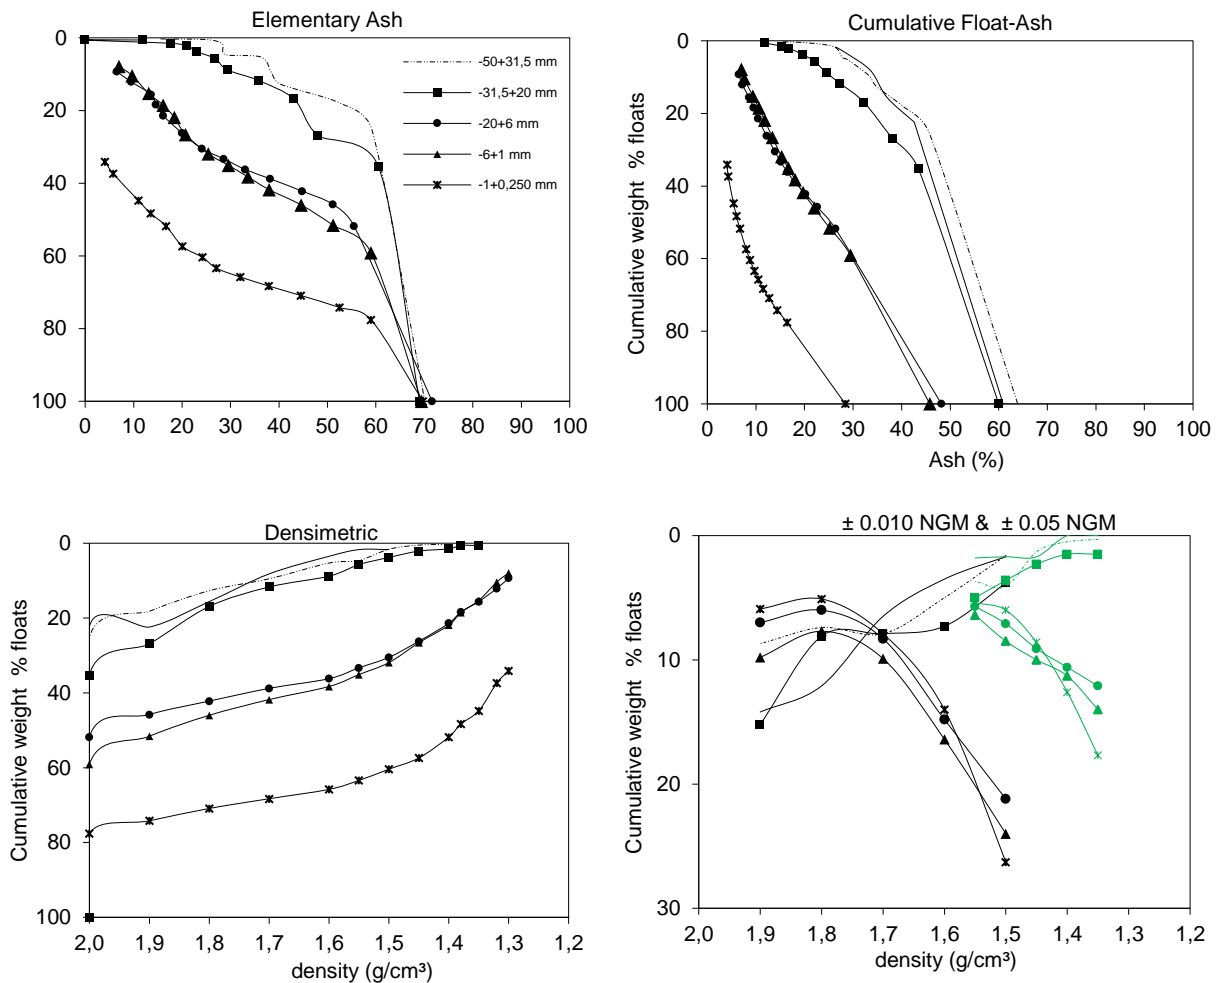 Elementary Ash
0
20
40
60
80
100
0 10 20 30 40 50 60 70 80 90 100
-50+31,5 mm
-31,5+20 mm
-20+6 mm
-6+1 mm
-1+0,250 mm
Cumulative Float-Ash
Cumulative weight % floats
0
20
40
60
80
100
0 10 20 30 40 50 60 70 80 90 100
Ash (%)
Densimetric
Cumulative weight % floats
0
20
40
60
80
100
2,0 1,9 1,8 1,7 1,6 1,5 1,4 1,3 1,2
density (g/cm³)
± 0.010 NGM & ± 0.05 NGM
Cumulative weight % floats
0
10
20
30
2,0 1,9 1,8 1,7 1,6 1,5 1,4 1,3 1,2
density (g/cm³)